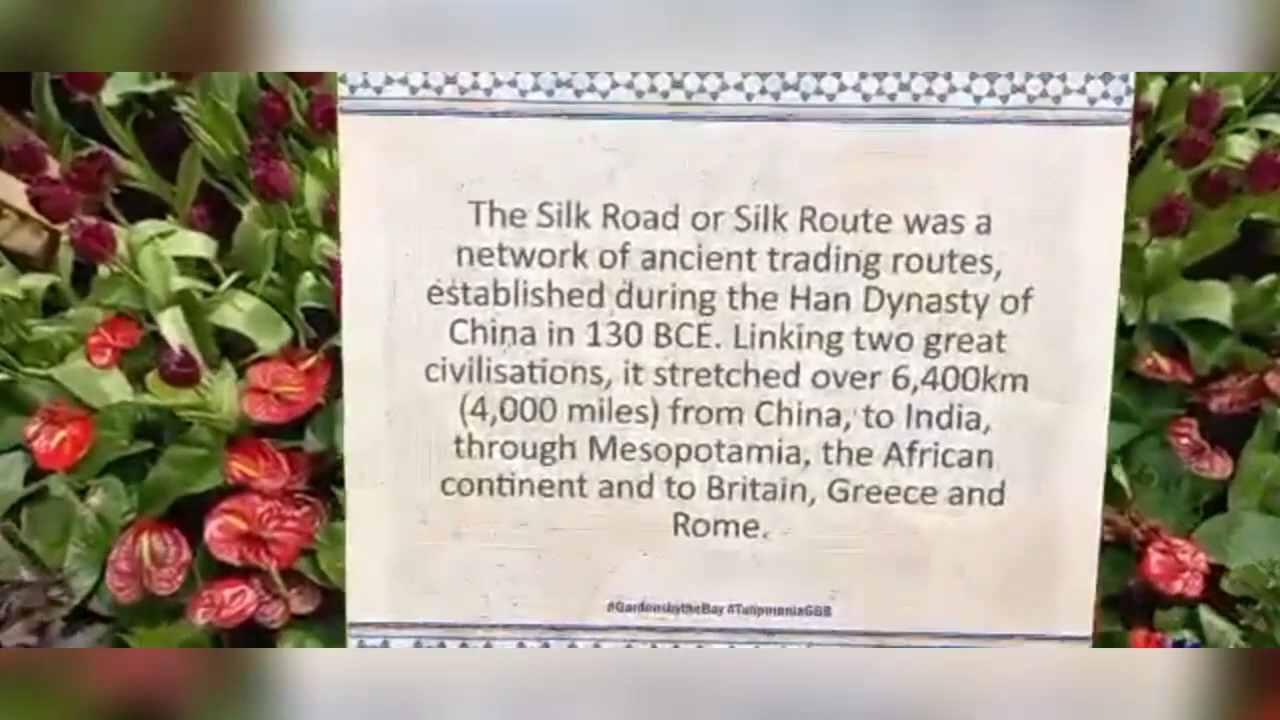 The Silk Road or Silk Route was a
network of ancient trading routes,
established during the Han Dynasty of
China in 130 BCE. Linking two great
civilisations, it stretched over 6,400km
(4,000 miles) from China, to India,
through Mesopotamia, the African
continent and to Britain, Greece and
Rome.
#GardensbytheBay #TulipmaniaGBB